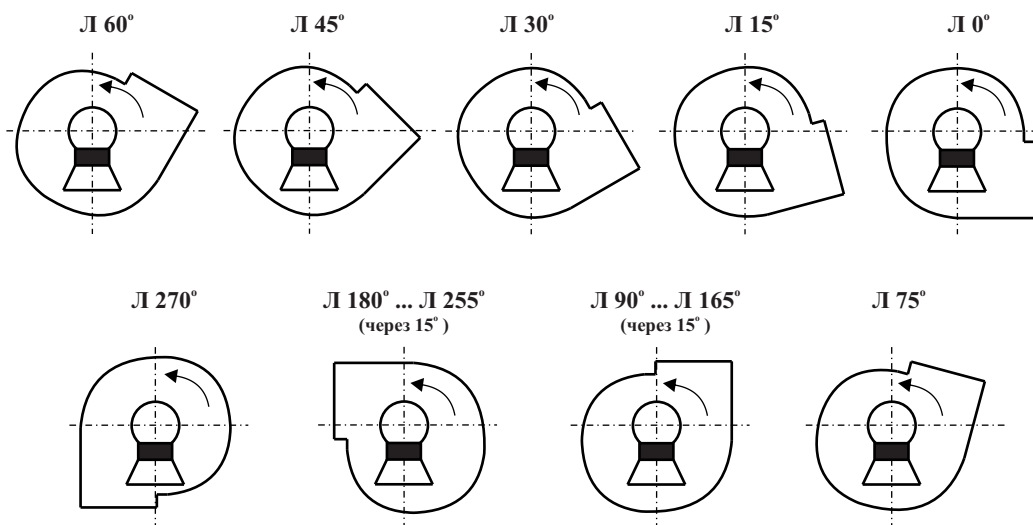 Л 60° Л 45° Л 30° Л 15° Л 0°
Л 270° Л 180° ... Л 255° Л 90° ... Л 165° Л 75°
(через 15° ) (через 15° )